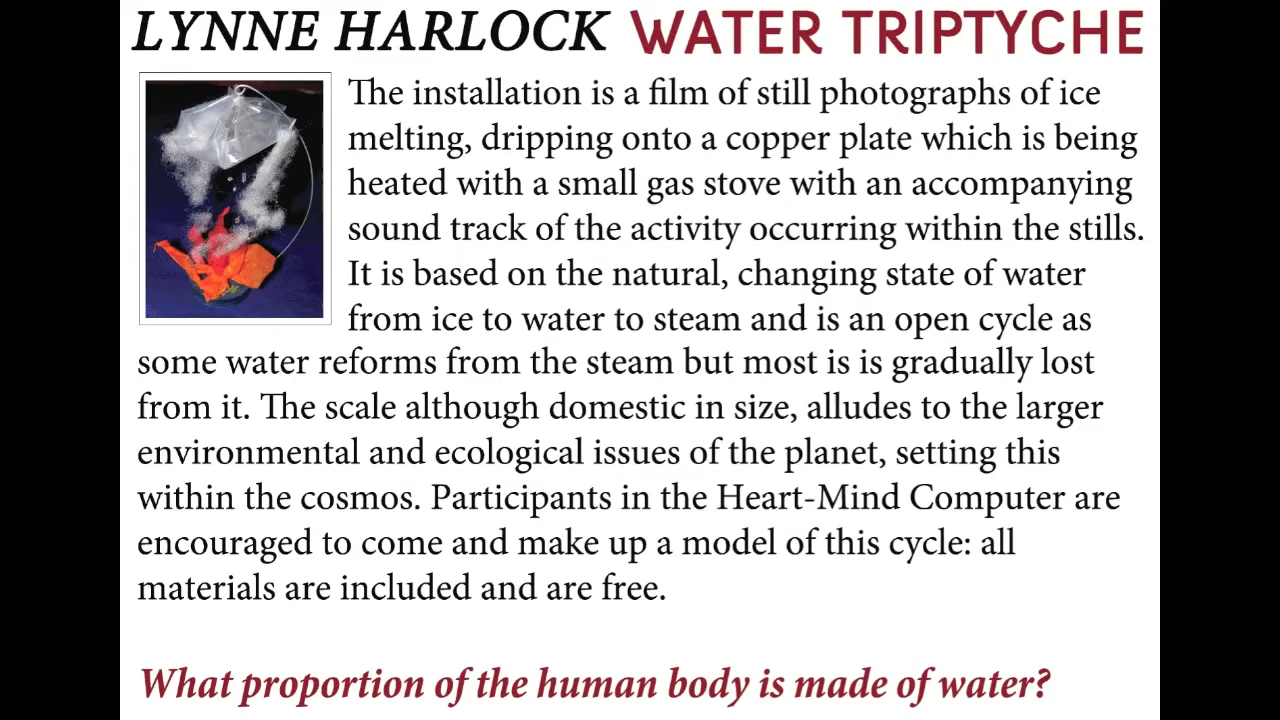 LYNNE HARLOCK WATER TRIPTYCHE
The installation is a film of still photographs of ice
melting, dripping onto a copper plate which is being
heated with a small gas stove with an accompanying
sound track of the activity occurring within the stills.
It is based on the natural, changing state of water
from ice to water to steam and is an open cycle as
some water reforms from the steam but most is is gradually lost
from it. The scale although domestic in size, alludes to the larger
environmental and ecological issues of the planet, setting this
within the cosmos. Participants in the Heart-Mind Computer are
encouraged to come and make up a model of this cycle: all
materials are included and are free.
What proportion of the human body is made of water?